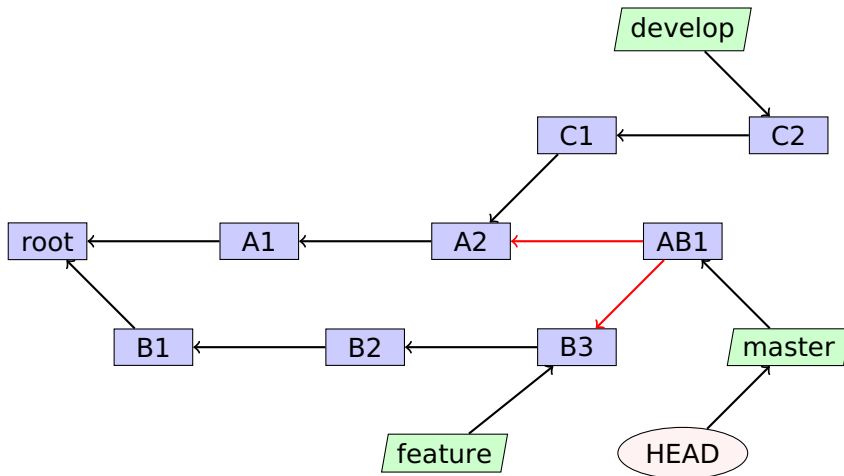 develop
C1
C2
root
A1
A2
AB1
B1
B2
B3
master
feature
HEAD